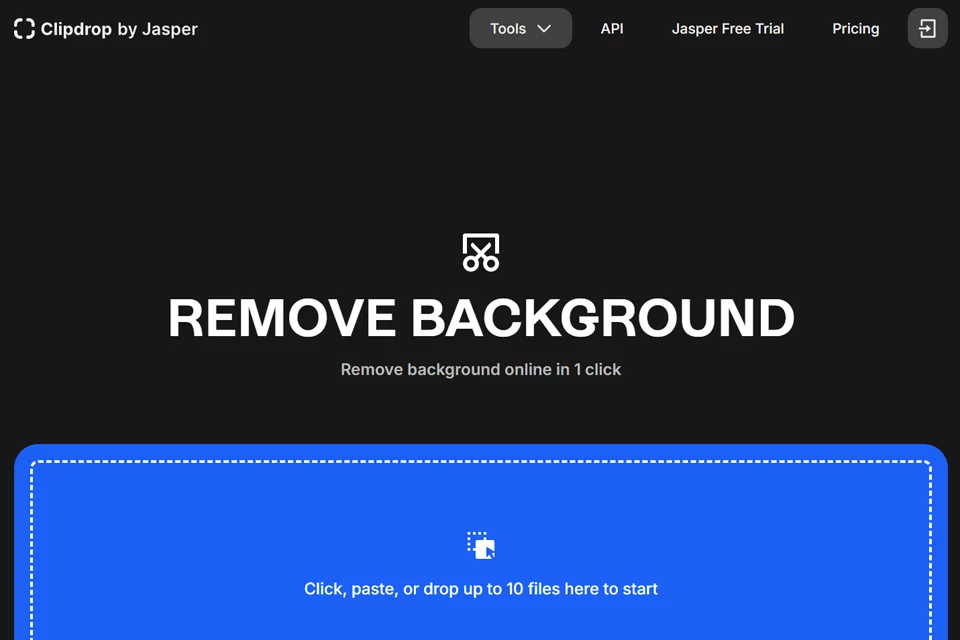 Clipdrop by Jasper
Tools
API
Jasper Free Trial
Pricing
REMOVE BACKGROUND
Remove background online in 1 click
Click, paste, or drop up to 10 files here to start